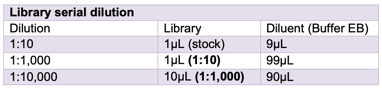 Library serial dilution
Dilution Library Diluent (Buffer EB)
1:10 1µL (stock) 9µL
1:1,000 1µL (1:10) 99µL
1:10,000 10µL (1:1,000) 90µL